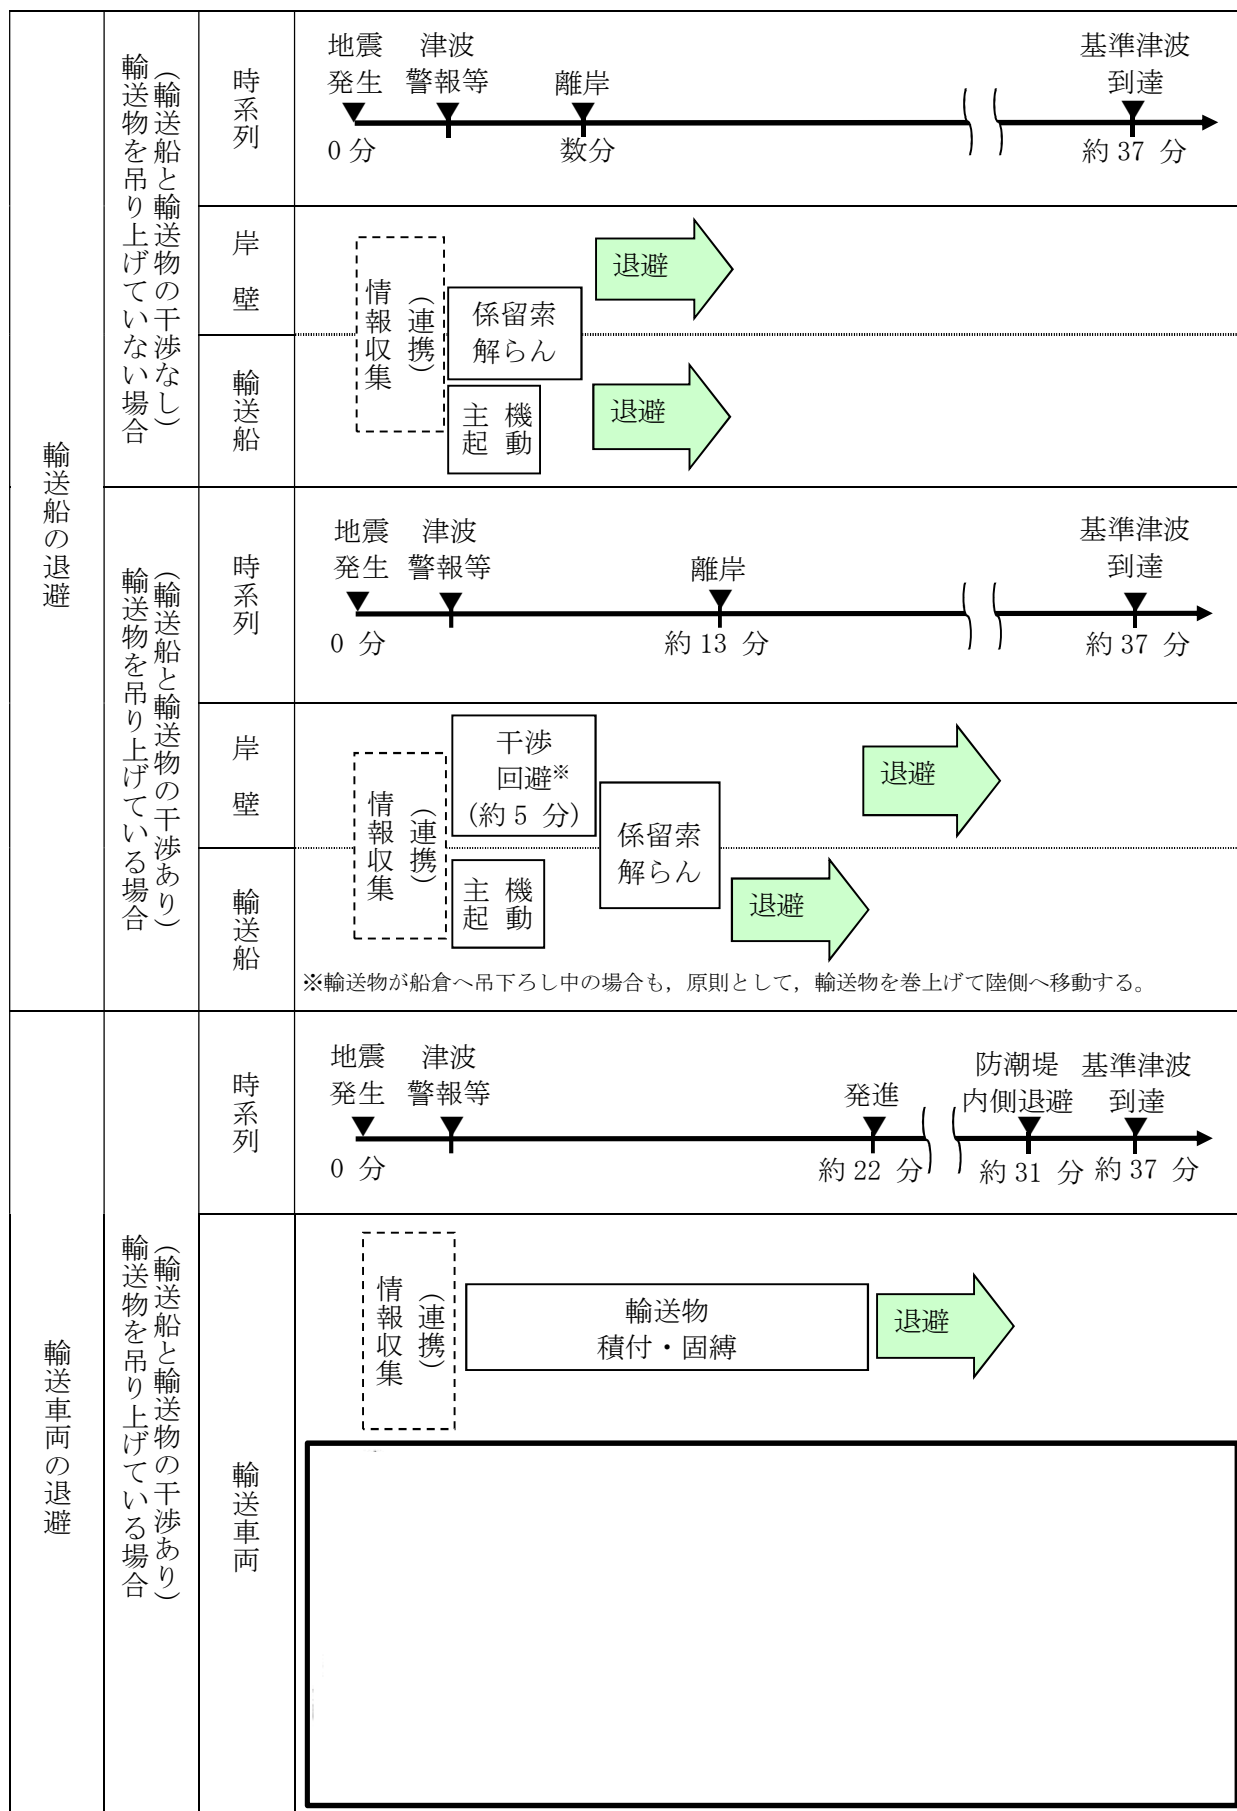 輸送船の退避
輸送物を吊り上げていない場合
（輸送船と輸送物の干渉なし）
時系列
地震
発生
津波
警報等
離岸
基準津波
到達
0分
数分
約37 分
岸 壁
輸送船
情報収集
（連携）
係留索
解らん
主機
起動
退避
退避
輸送物を吊り上げている場合
（輸送船と輸送物の干渉あり）
時系列
地震
発生
津波
警報等
離岸
基準津波
到達
0 分
約13 分
約37 分
岸 壁
輸送船
情報収集
（連携）
干渉
回避※
(約5 分)
主機
起動
係留索
解らん
退避
退避
※輸送物が船倉へ吊下ろし中の場合も，原則として，輸送物を巻上げて陸側へ移動する。
輸送車両の退避
輸送物を吊り上げている場合
（輸送船と輸送物の干渉あり）
時系列
地震
発生
津波
警報等
発進
防潮堤
内側退避
基準津波
到達
0 分
約22 分
約31 分
約37 分
輸送車両
情報収集
（連携）
輸送物
積付・固縛
退避